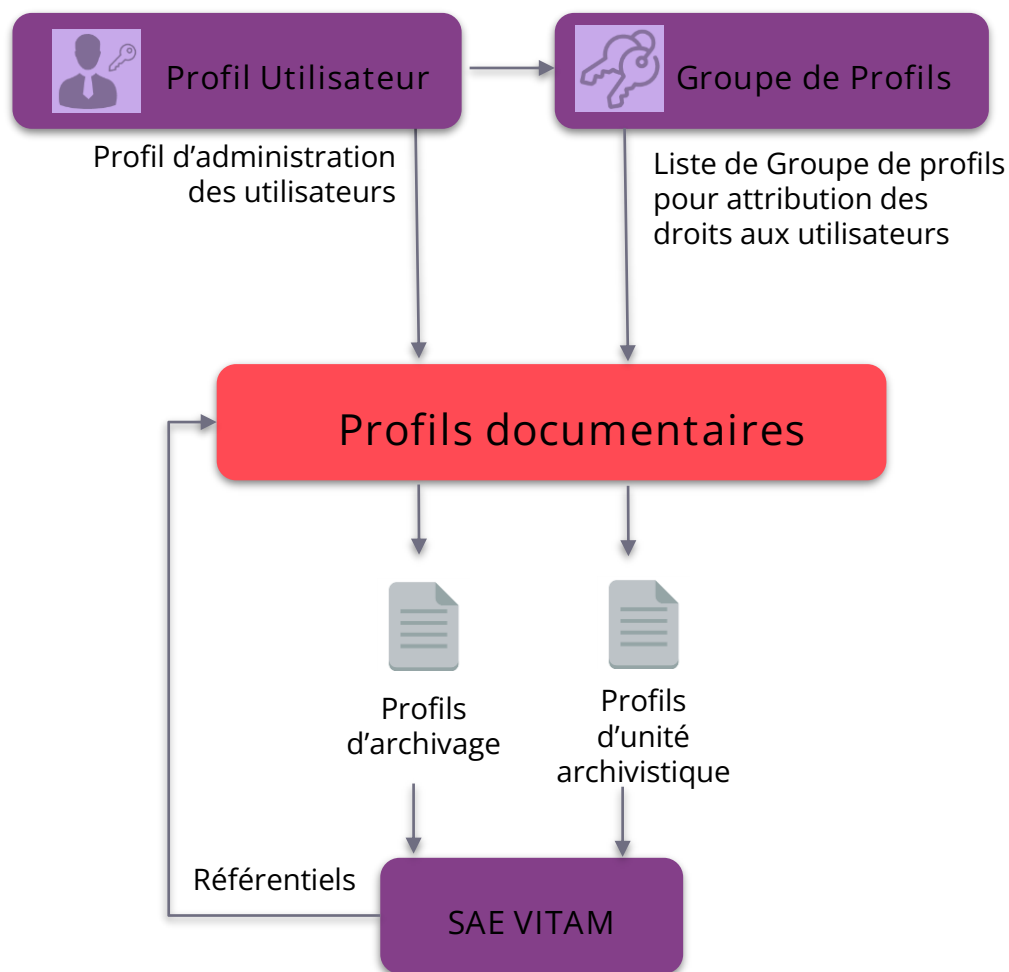 Profil Utilisateur
Groupe de Profils
Profil d’administration
des utilisateurs
Liste de Groupe de profils
pour attribution des
droits aux utilisateurs
Profils documentaires
Profils
d’archivage
Profils
d’unité
archivistique
Référentiels
SAE VITAM